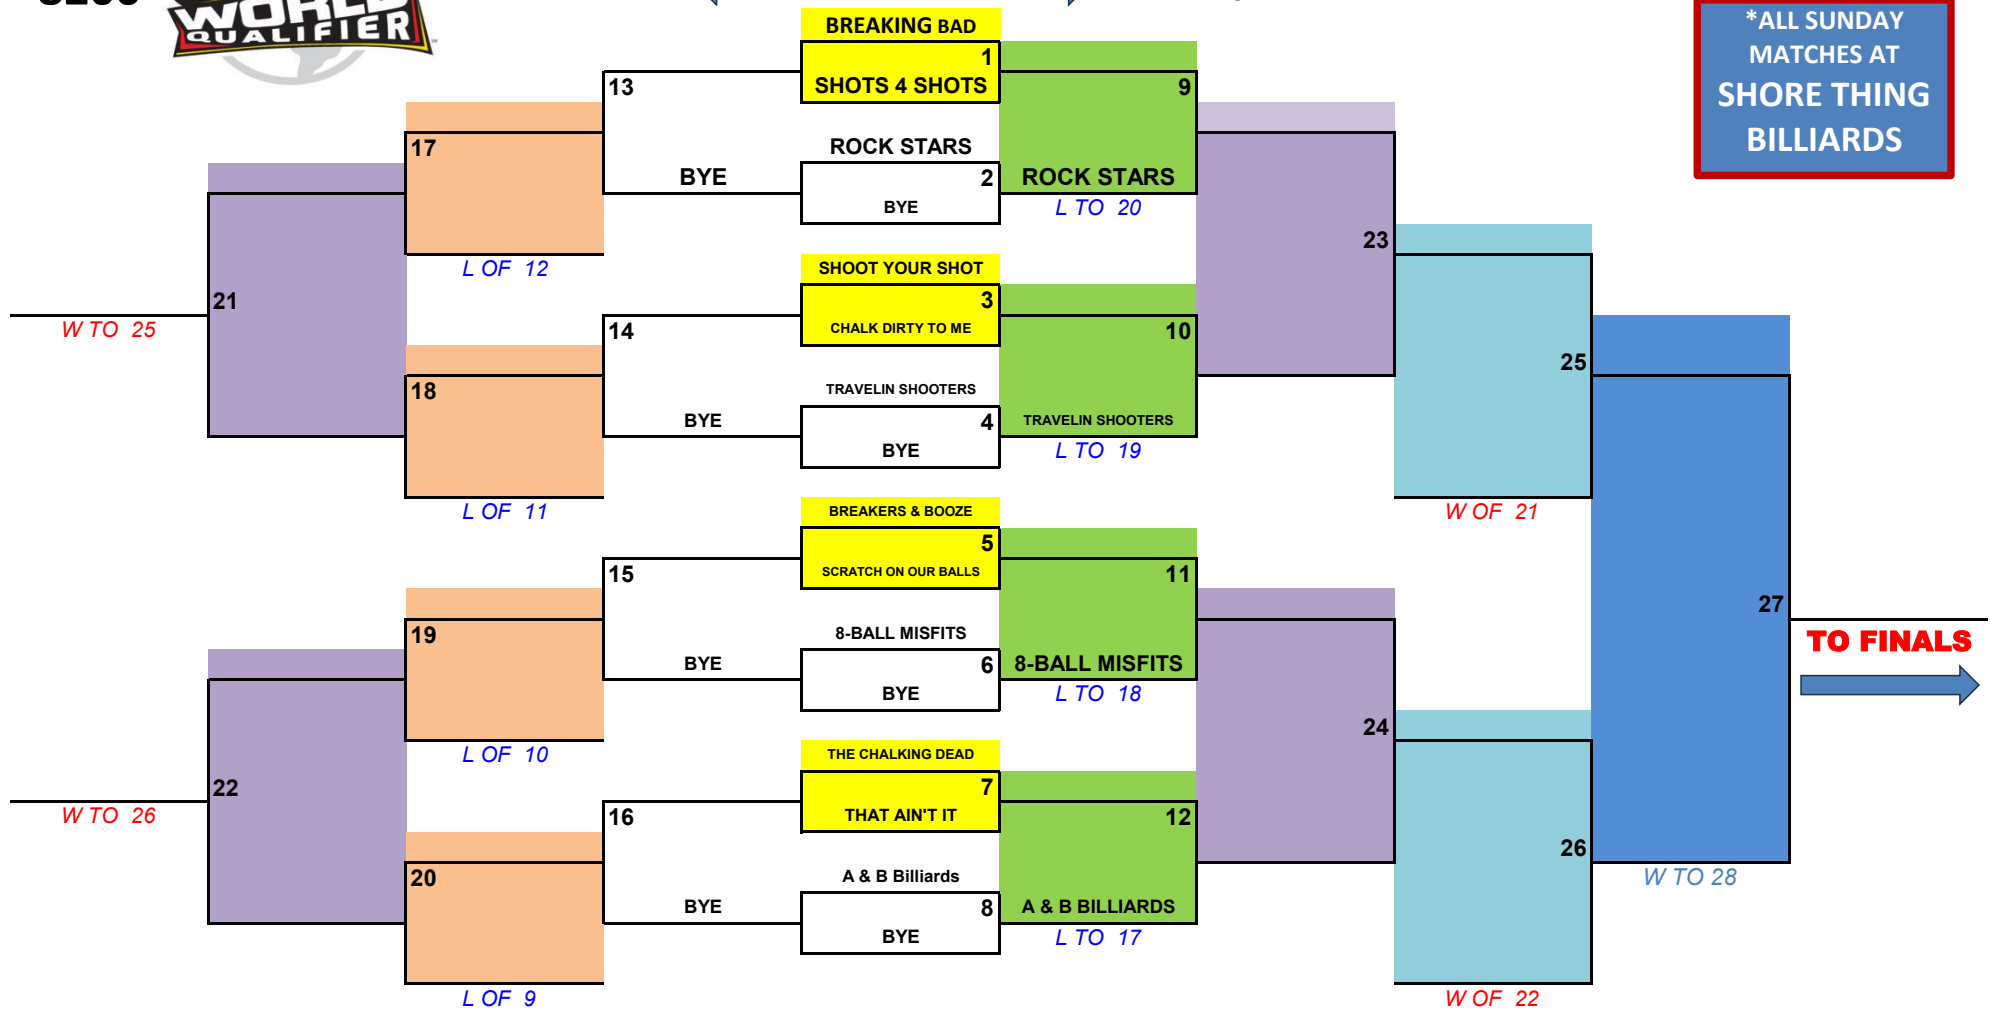 WORLD
QUALIFIER
*ALL SUNDAY
MATCHES AT
SHORE THING
BILLIARDS
BREAKING BAD
1
SHOTS 4 SHOTS
13
9
ROCK STARS
17
BYE
2
ROCK STARS
BYE
L TO 20
23
L OF 12
SHOOT YOUR SHOT
21
3
W TO 25
14
CHALK DIRTY TO ME
10
25
18
TRAVELIN SHOOTERS
BYE
4
TRAVELIN SHOOTERS
BYE
L TO 19
L OF 11
BREAKERS & BOOZE
W OF 21
5
15
SCRATCH ON OUR BALLS
11
27
19
8-BALL MISFITS
TO FINALS
BYE
6
8-BALL MISFITS
BYE
L TO 18
24
L OF 10
THE CHALKING DEAD
22
7
W TO 26
16
THAT AIN'T IT
12
26
20
A & B Billiards
W TO 28
BYE
8
A & B BILLIARDS
BYE
L TO 17
L OF 9
W OF 22